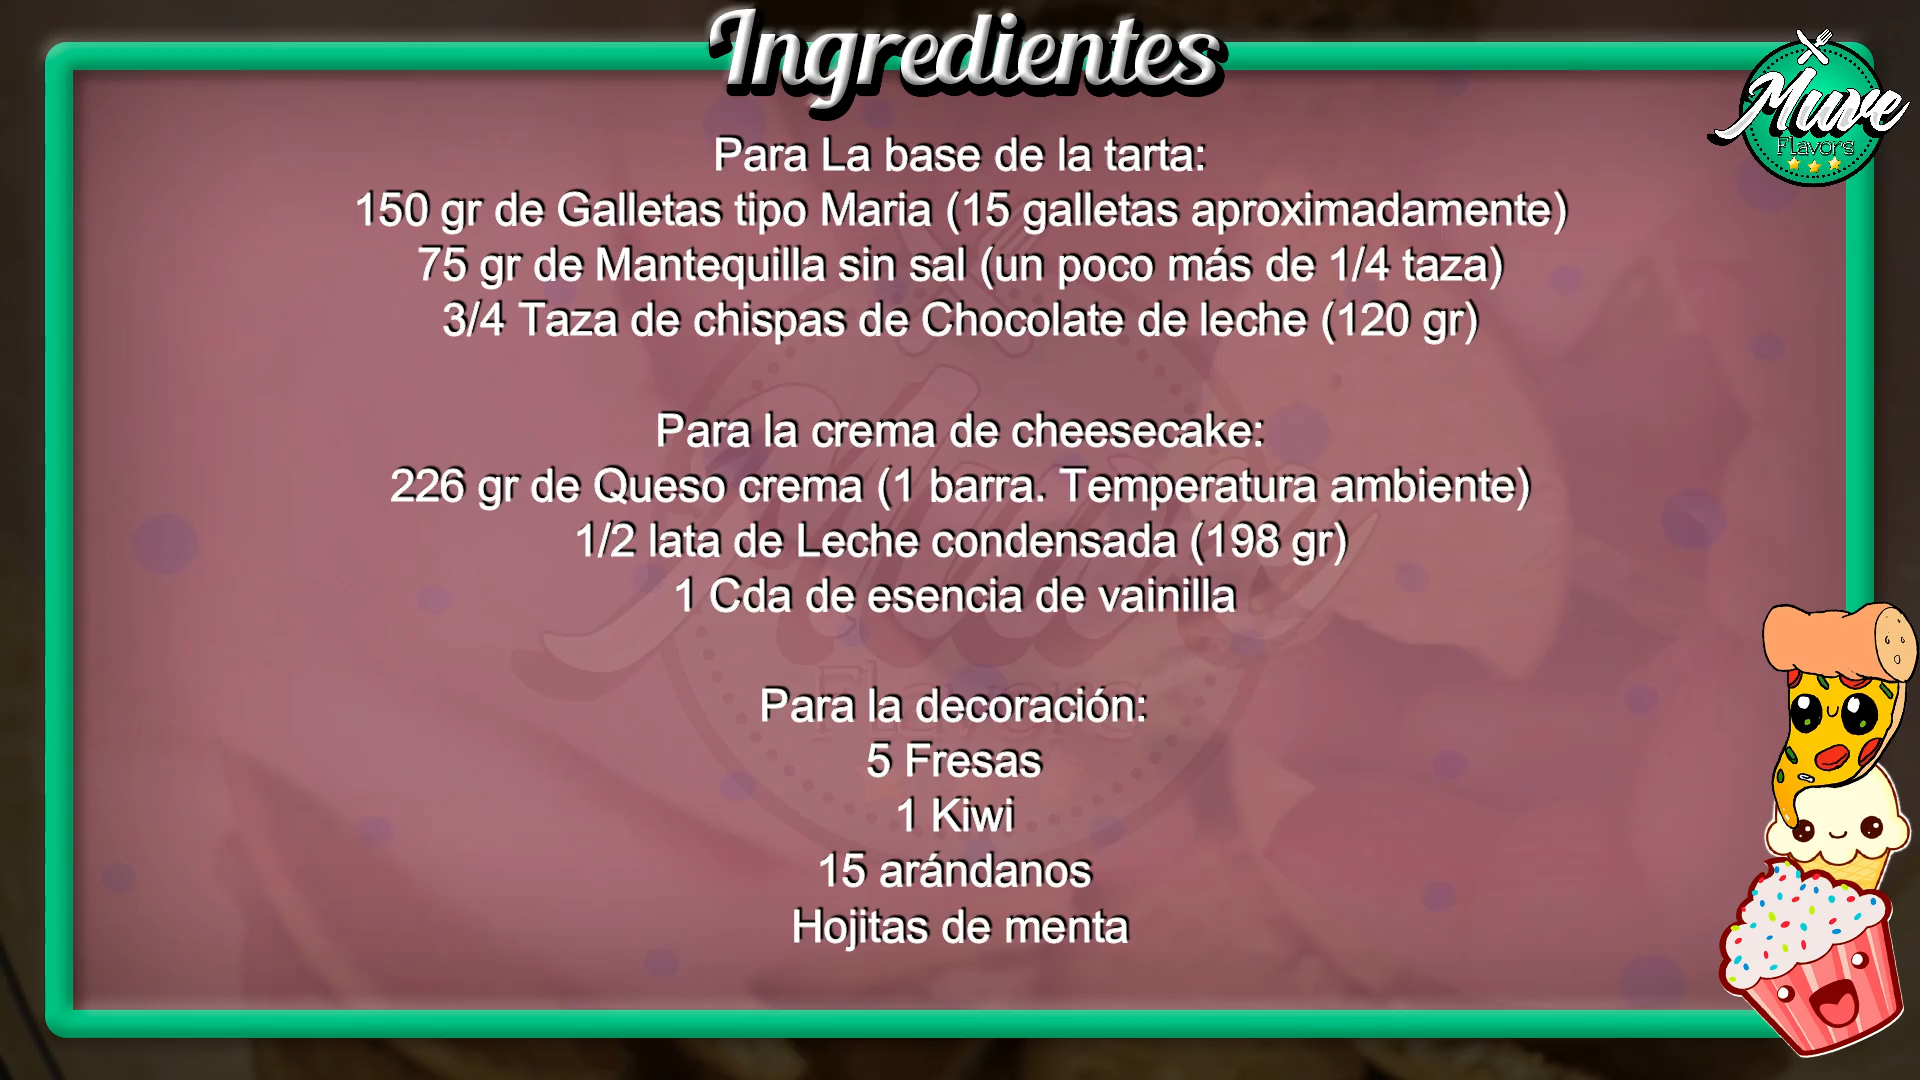 Ingredientes
Muve
Flavors
Para La base de la tarta:
150 gr de Galletas tipo Maria (15 galletas aproximadamente)
75 gr de Mantequilla sin sal (un poco más de 1/4 taza)
3/4 Taza de chispas de Chocolate de leche (120 gr)
Para la crema de cheesecake:
226 gr de Queso crema (1 barra. Temperatura ambiente)
1/2 lata de Leche condensada (198 gr)
1 Cda de esencia de vainilla
Muve
Flavors
Para la decoración:
5 Fresas
1 Kiwi
15 arándanos
Hojitas de menta